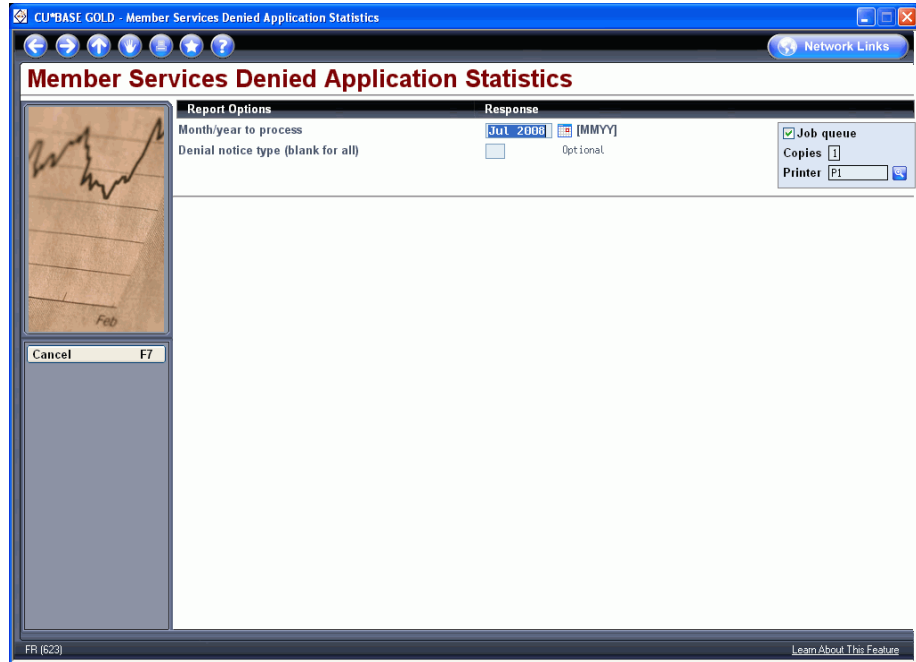 CU*BASE GOLD - Member Services Denied Application Statistics
Network Links
Member Services Denied Application Statistics
Report Options Response
Month/year to process Jul 2008 [MMYY]
Denial notice type (blank for all) Optional
Job queue
Copies 1
Printer P1
Feb
Cancel F7
FR (623)
Learn About This Feature